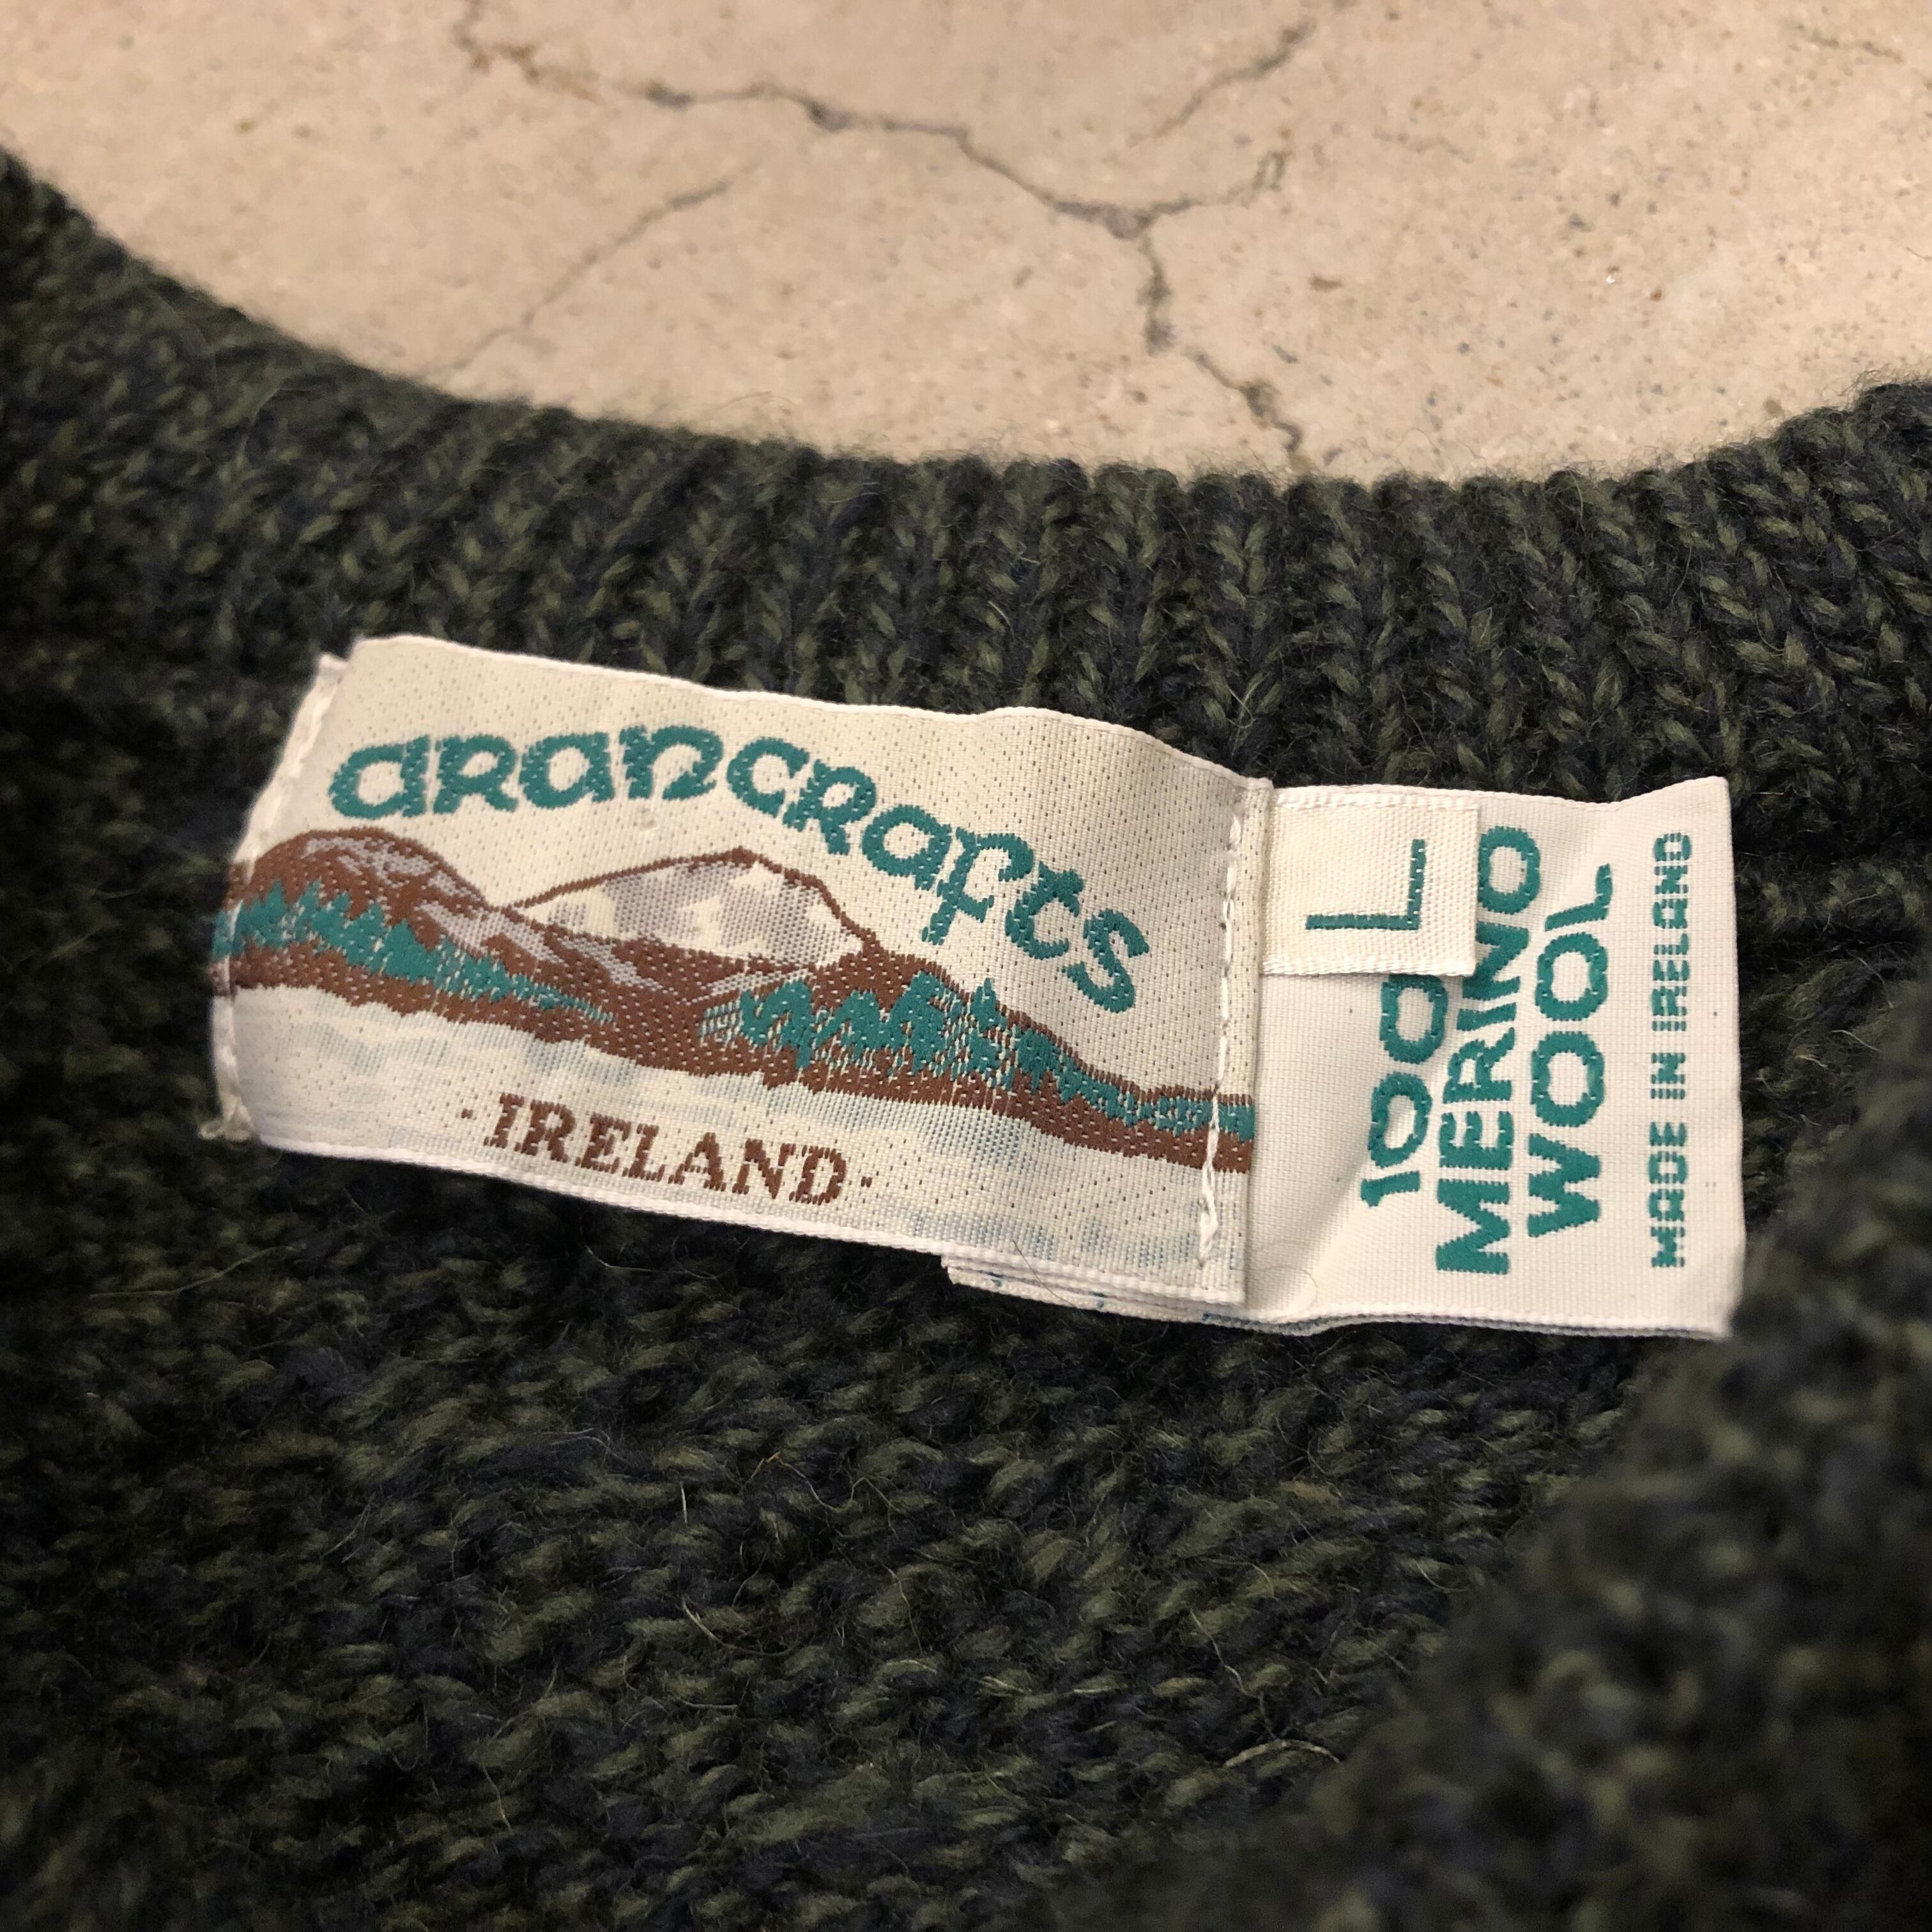 arancrafts
· IRELAND ·
L
100
MERINO
WOOL
MADE IN IRELAND